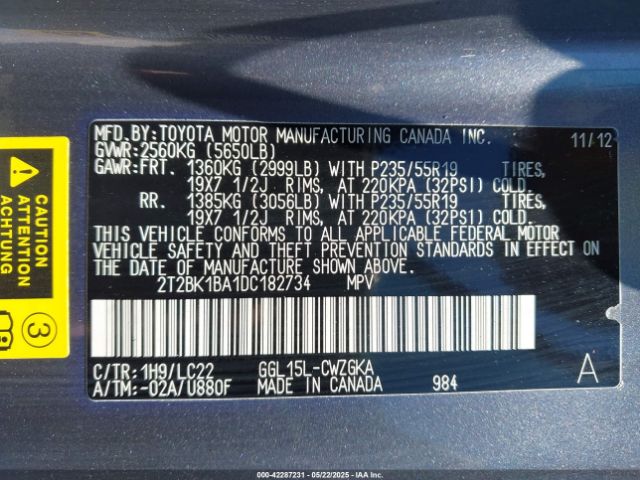 MFD.BY:TOYOTA MOTOR MANUFACTURING CANADA INC. 11/12
GVWR:2560KG (5650LB)
GAWR:FRT. 1360KG (2999LB) WITH P235/55R19 TIRES,
19X7 1/2J RIMS, AT 220KPA (32PSI) COLD.
RR. 1385KG (3056LB) WITH P235/55R19 TIRES,
19X7 1/2J RIMS, AT 220KPA (32PSI) COLD.
THIS VEHICLE CONFORMS TO ALL APPLICABLE FEDERAL MOTOR
VEHICLE SAFETY AND THEFT PREVENTION STANDARDS IN EFFECT ON
THE DATE OF MANUFACTURE SHOWN ABOVE.
2T2BK1BA1DC182734 MPV
C/TR:1H9/LC22 GGL15L-CWZGKA
A/TM:-02A/U880F MADE IN CANADA 984 A
CAUTION
ATTENTION
3
000-42287231 - 05/22/2025 - IAA Inc.